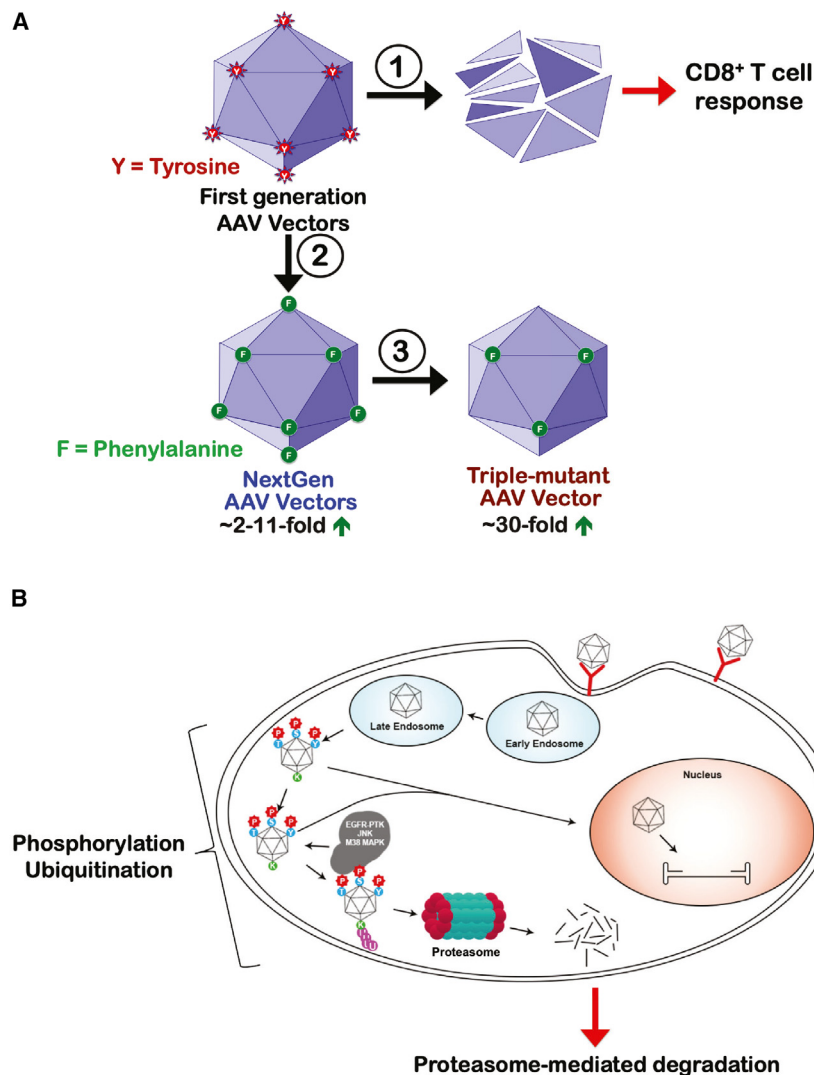 A
Y
Y
Y
Y
Y
Y
Y
1
CD8⁺ T cell
response
Y = Tyrosine
First generation
AAV Vectors
2
F
F
F
F
F
F
F
3
F
F
F
F = Phenylalanine
NextGen
AAV Vectors
~2-11-fold
Triple-mutant
AAV Vector
~30-fold
B
Late Endosome
Early Endosome
P
P
P
T
S
Y
K
Nucleus
Phosphorylation
Ubiquitination
P
P
P
T
S
Y
K
EGFR-PTK
JNK
M38 MAPK
P
P
P
T
S
Y
K
U
U
U
U
Proteasome
Proteasome-mediated degradation